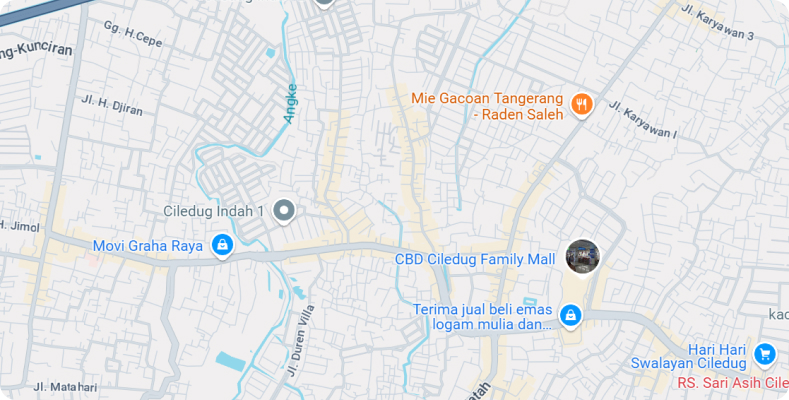 Jl. Karyawan 3
Gg. H.Cepe
ng-Kunciran
Angke
Jl. H. Djiran
Mie Gacoan Tangerang
- Raden Saleh
Jl. Karyawan I
Ciledug Indah 1
H. Jimol
Movi Graha Raya
CBD Ciledug Family Mall
Terima jual beli emas
logam mulia dan...
Jl. Duren Villa
kac
Hari Hari
Swalayan Ciledug
RS. Sari Asih Cile
Jl. Matahari
atah